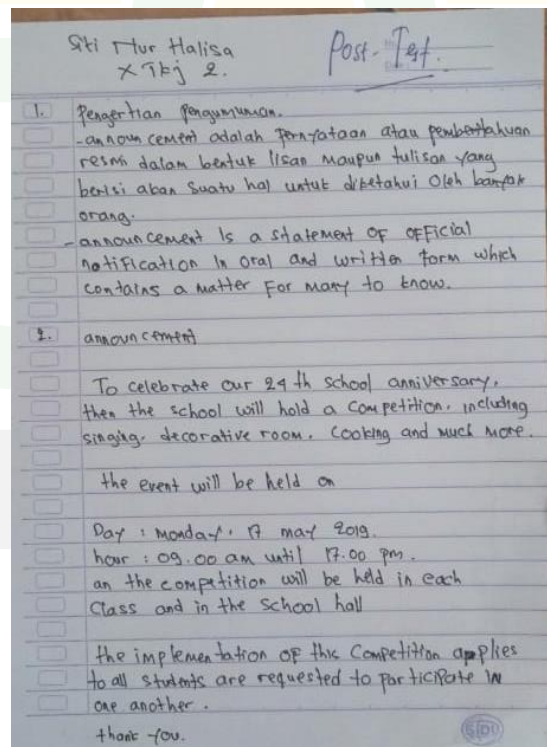 Siti Nur Halisa
X Tkj 2.
Post-Test.
1. Pengertian Pengumuman.
- announcement adalah Pernyataan atau pemberitahuan
resmi dalam bentuk lisan Maupun tulisan yang
berisi akan Suatu hal untuk diketahui Oleh banyak
orang.
- announcement Is a statement OF OFFicial
notification In oral and written form which
contains a matter For many to know.
2. announcement
To celebrate our 24 th school anniversary,
then the school will hold a competition, including
singing, decorative room, cooking and much more.
the event will be held on
Day : Monday, 17 may 2019.
hour : 09.00 am until 17.00 pm.
an the competition will be held in each
Class and in the school hall
the implementation OF this Competition applies
to all students are requested to participate in
one another.
thank you.
SIDU